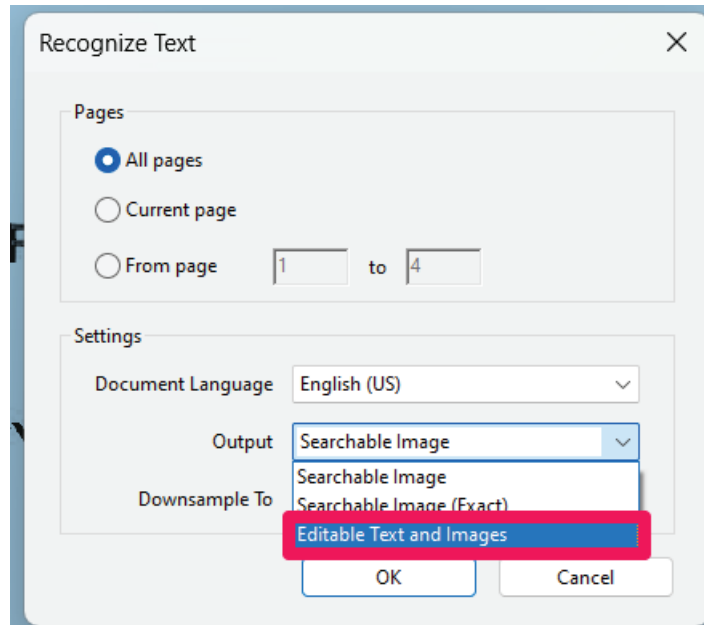 Recognize Text
Pages
All pages
Current page
From page 1 to 4
Settings
Document Language English (US)
Output Searchable Image
Searchable Image
Downsample To
Searchable Image (Exact)
Editable Text and Images
OK Cancel